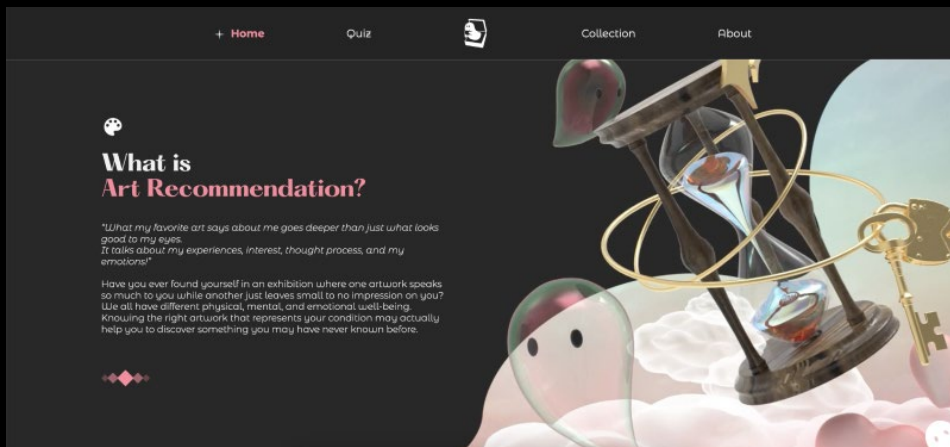 Home
Quiz
Collection
About
What is
Art Recommendation?
"What my favorite art says about me goes deeper than just what looks
good to my eyes.
It talks about my experiences, interest, thought process, and my
emotions!"
Have you ever found yourself in an exhibition where one artwork speaks
so much to you while another just leaves small to no impression on you?
We all have different physical, mental, and emotional well-being.
Knowing the right artwork that represents your condition may actually
help you to discover something you may have never known before.